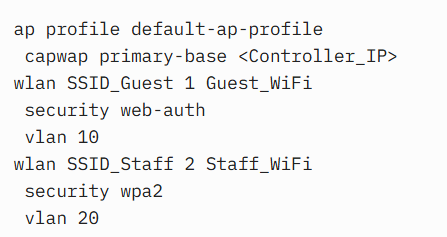 ap profile default-ap-profile
 capwap primary-base <Controller_IP>
wlan SSID_Guest 1 Guest_WiFi
 security web-auth
 vlan 10
wlan SSID_Staff 2 Staff_WiFi
 security wpa2
 vlan 20